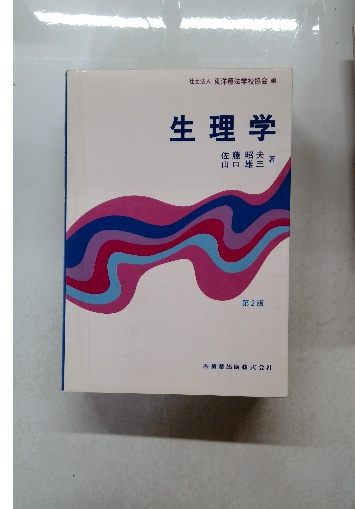 社団法人 東洋療法学校協会 編
生理学
佐藤昭夫
山口雄三 著
第2版
医歯薬出版株式会社